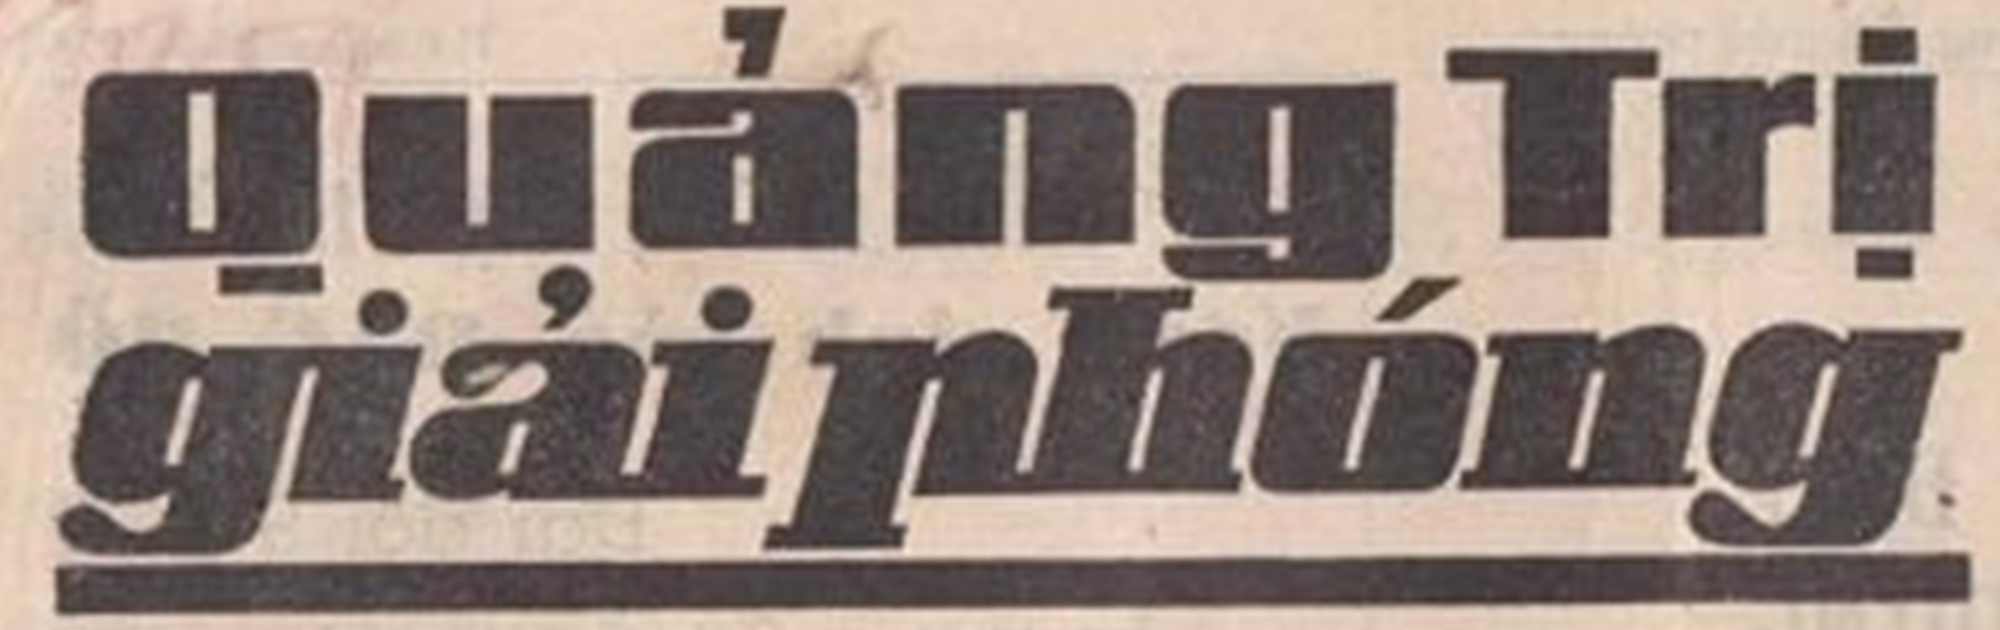 Quảng Trị
giải phóng